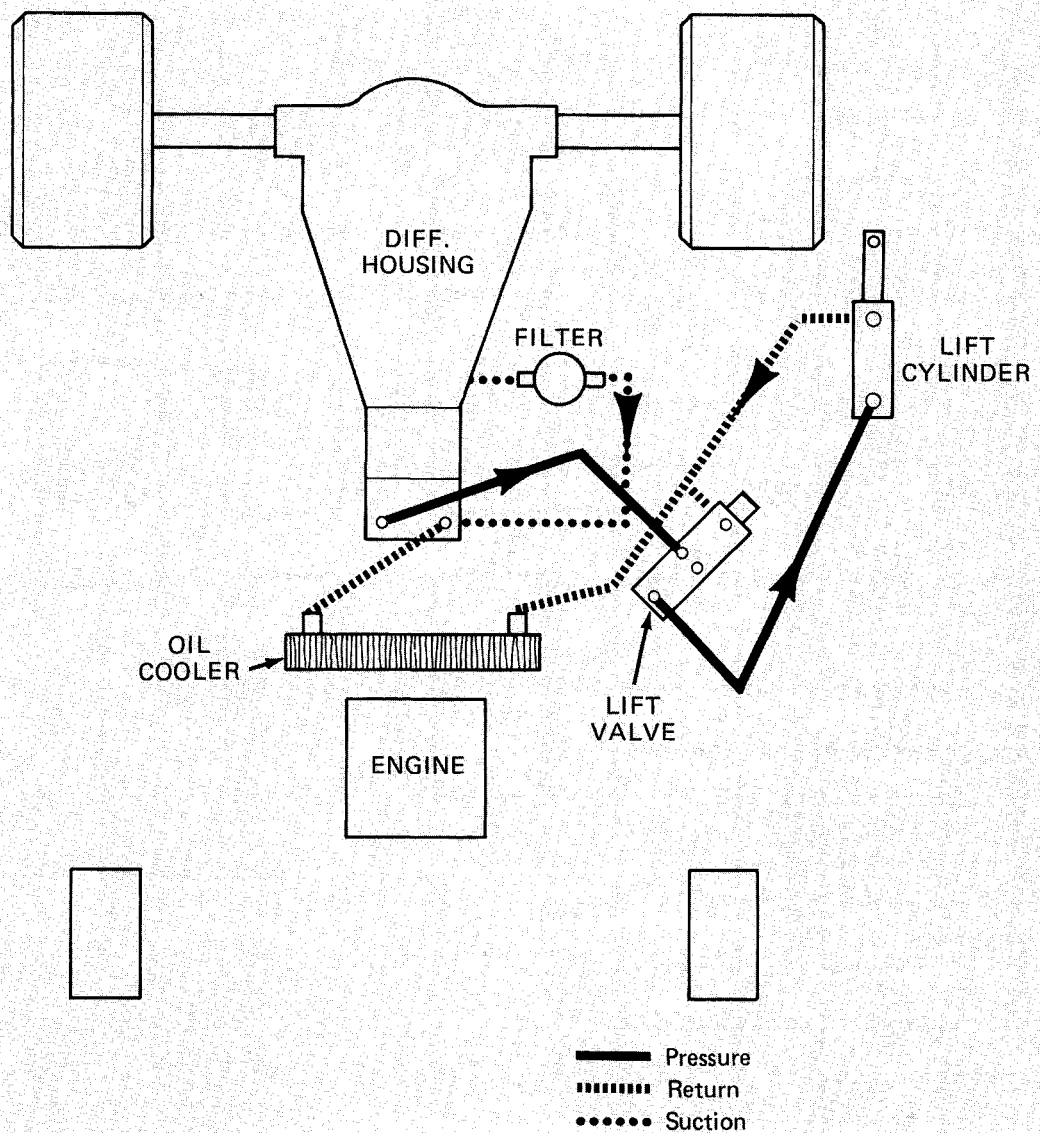 DIFF.
HOUSING
FILTER
LIFT
CYLINDER
OIL
COOLER
LIFT
VALVE
ENGINE
Pressure
Return
Suction